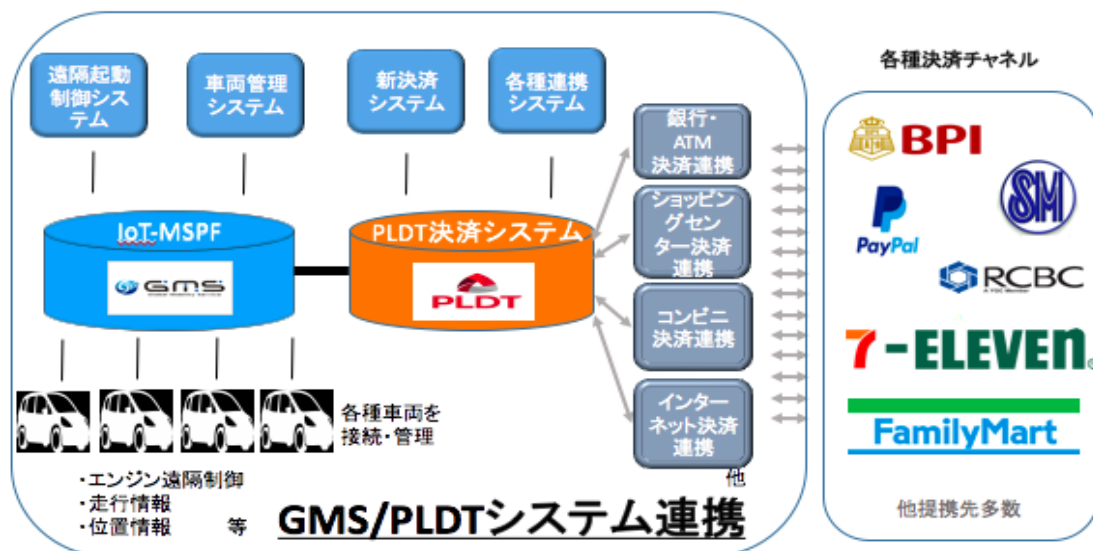 遠隔起動
制御シス
テム
車両管理
システム
新決済
システム
各種連携
システム
銀行・
ATM
決済連携
ショッピン
グセン
ター決済
連携
コンビニ
決済連携
インター
ネット決済
連携
他
IoT-MSPF
GMS
PLDT決済システム
PLDT
各種車両を
接続・管理
・エンジン遠隔制御
・走行情報
・位置情報 等
GMS/PLDTシステム連携
各種決済チャネル
BPI
SM
PayPal
RCBC
7-ELEVEN
FamilyMart
他提携先多数